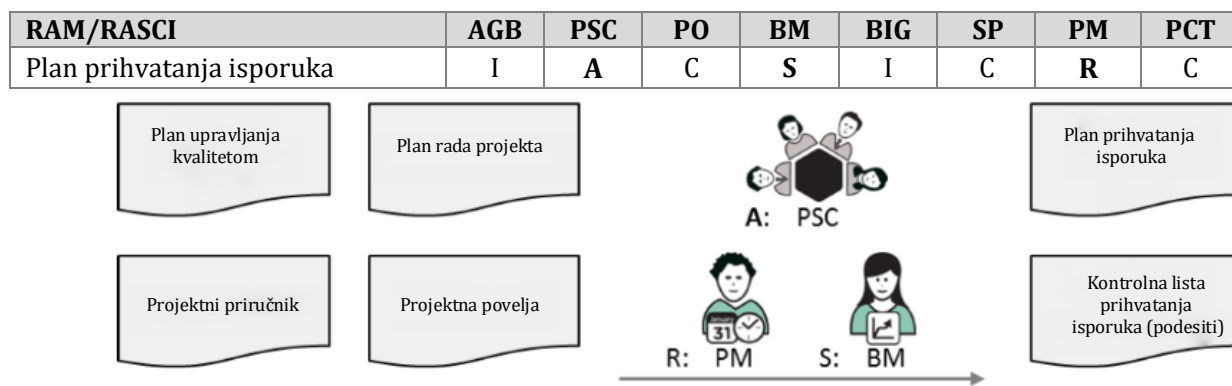 RAM/RASCI AGB PSC PO BM BIG SP PM PCT
Plan prihvatanja isporuka I A C S I C R C
Plan upravljanja
kvalitetom
Plan rada projekta
Plan prihvatanja
isporuka
A: PSC
Projektni priručnik
Projektna povelja
JANUARY
31
Kontrolna lista
prihvatanja
isporuka (podesiti)
R: PM
S: BM